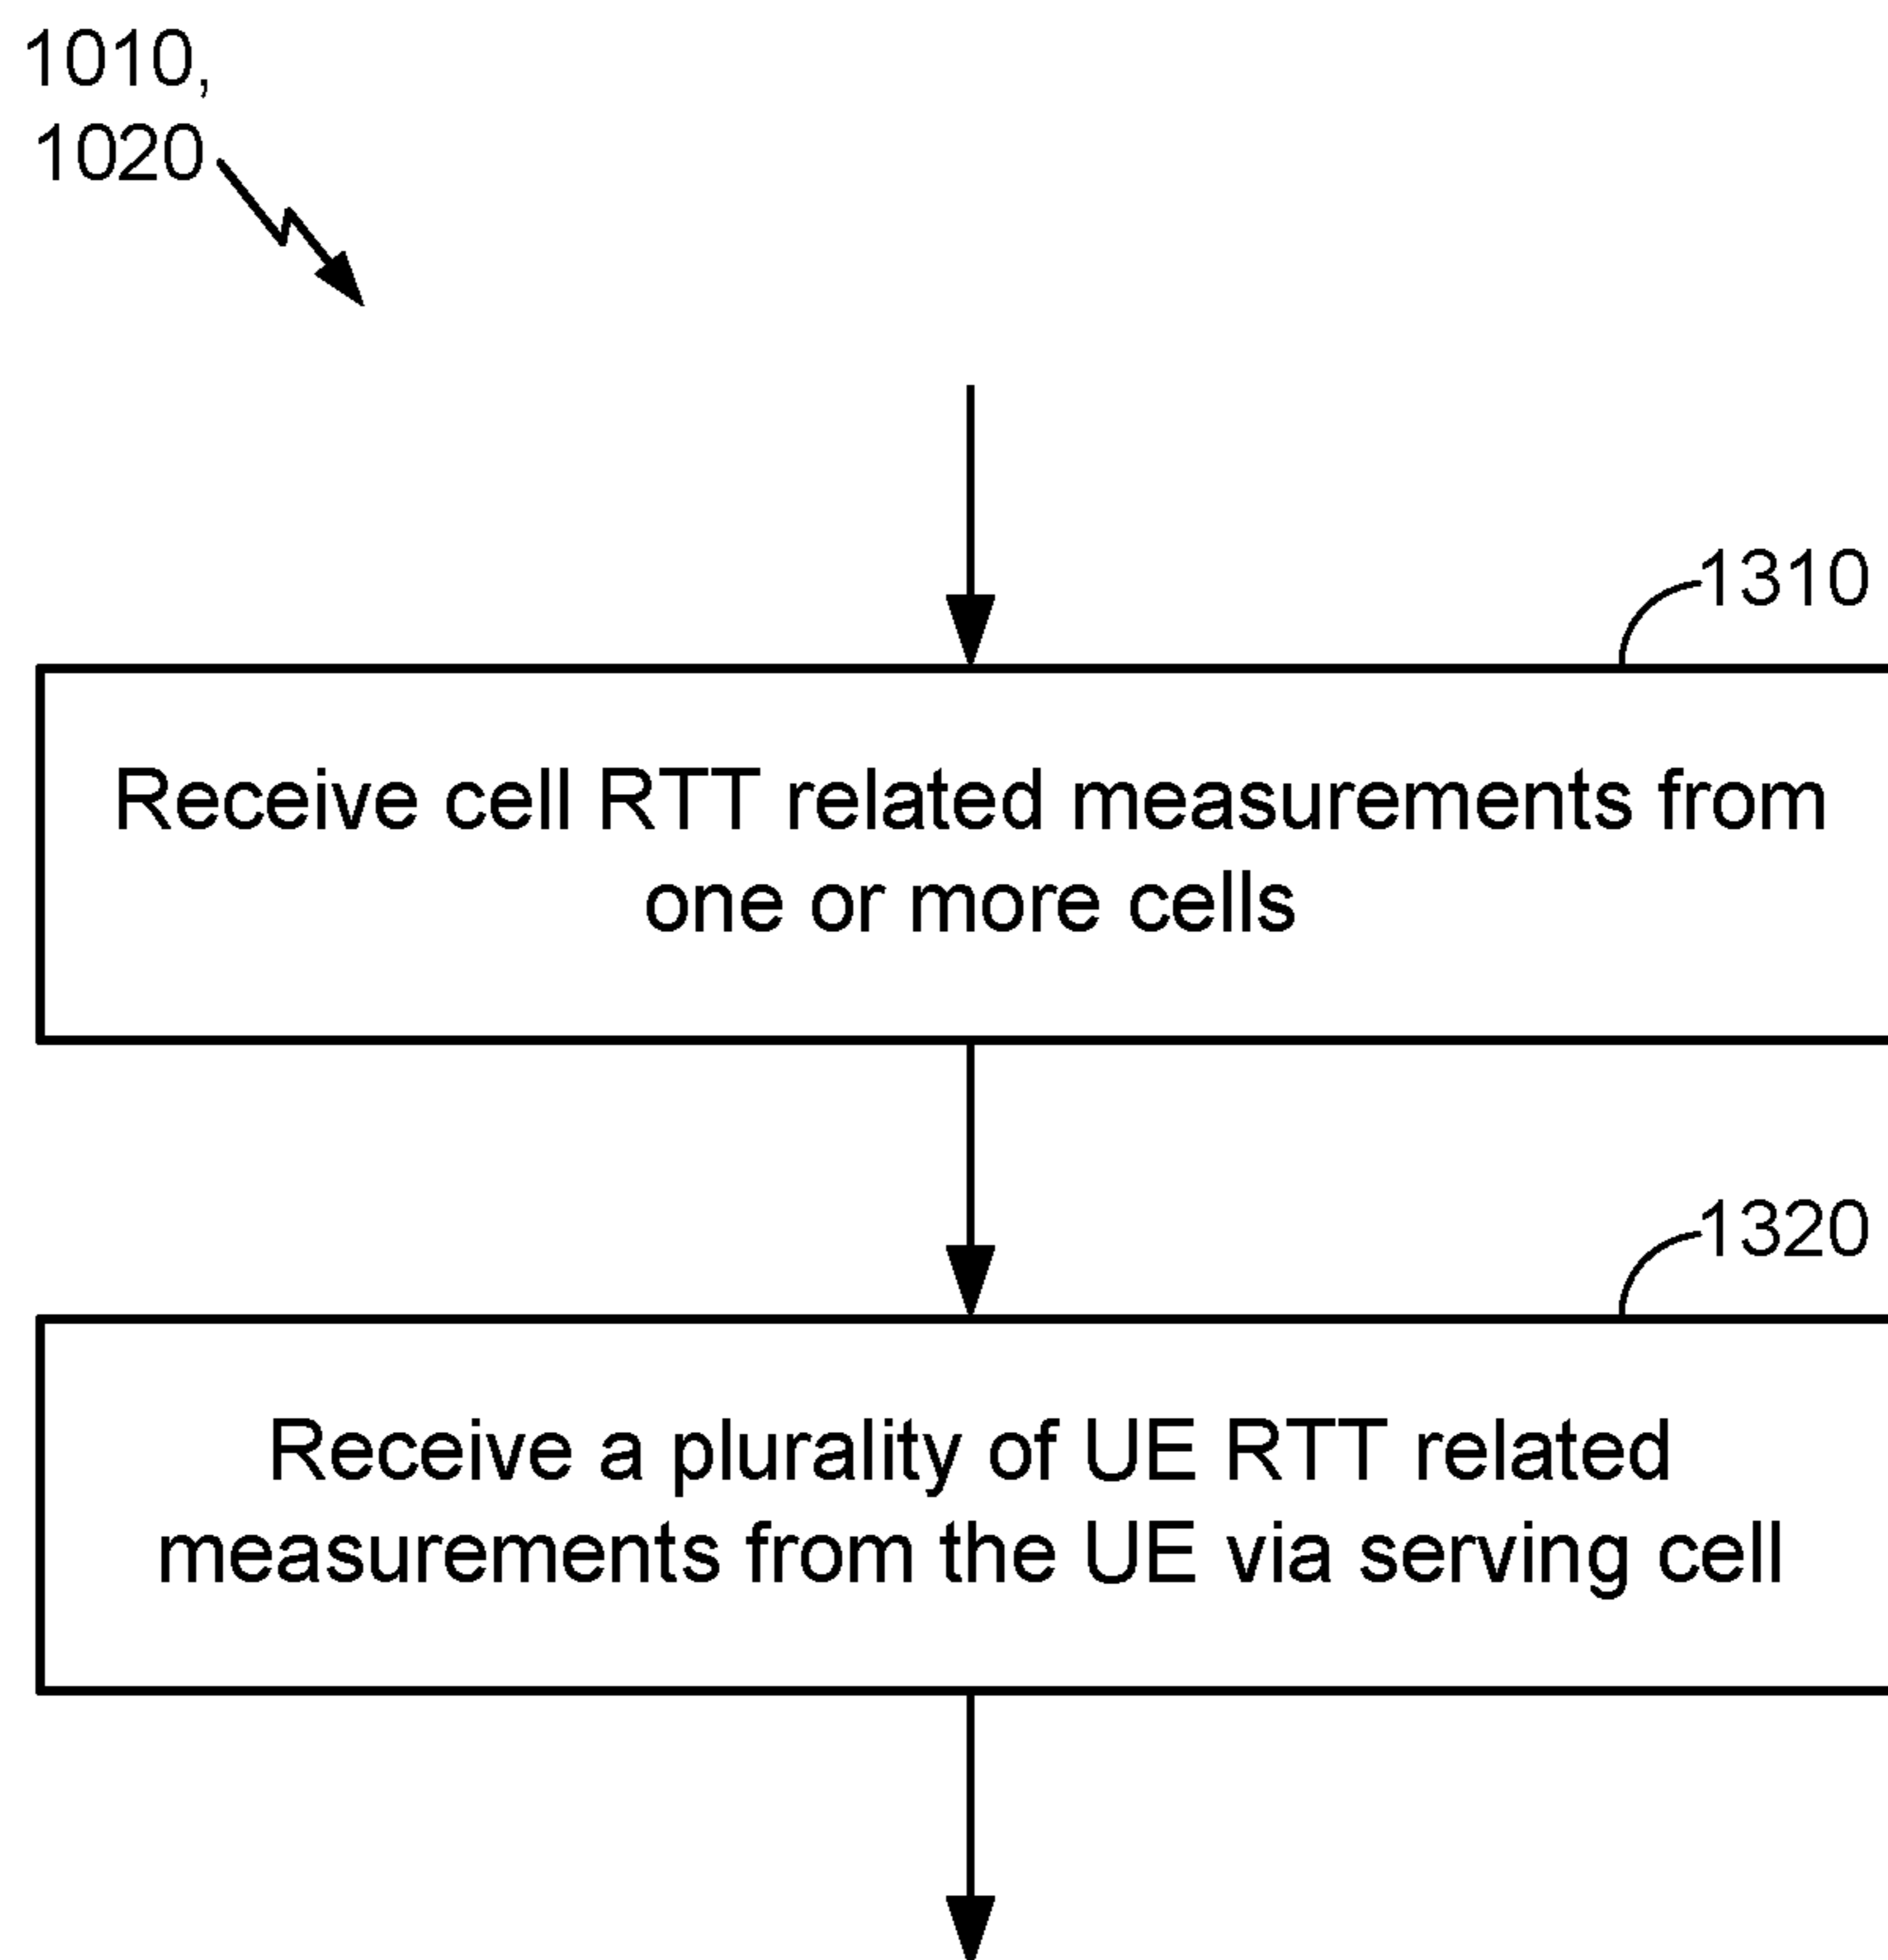 1010,
1020
1310
Receive cell RTT related measurements from
one or more cells
1320
Receive a plurality of UE RTT related
measurements from the UE via serving cell